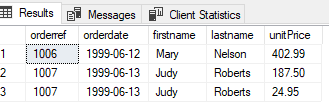 Results Messages Client Statistics
orderref orderdate firstname lastname unitPrice
1 1006 1999-06-12 Mary Nelson 402.99
2 1007 1999-06-13 Judy Roberts 187.50
3 1007 1999-06-13 Judy Roberts 24.95